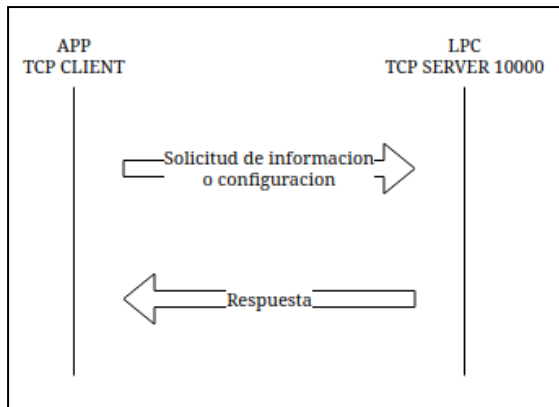 APP
TCP CLIENT
LPC
TCP SERVER 10000
Solicitud de informacion
o configuracion
Respuesta